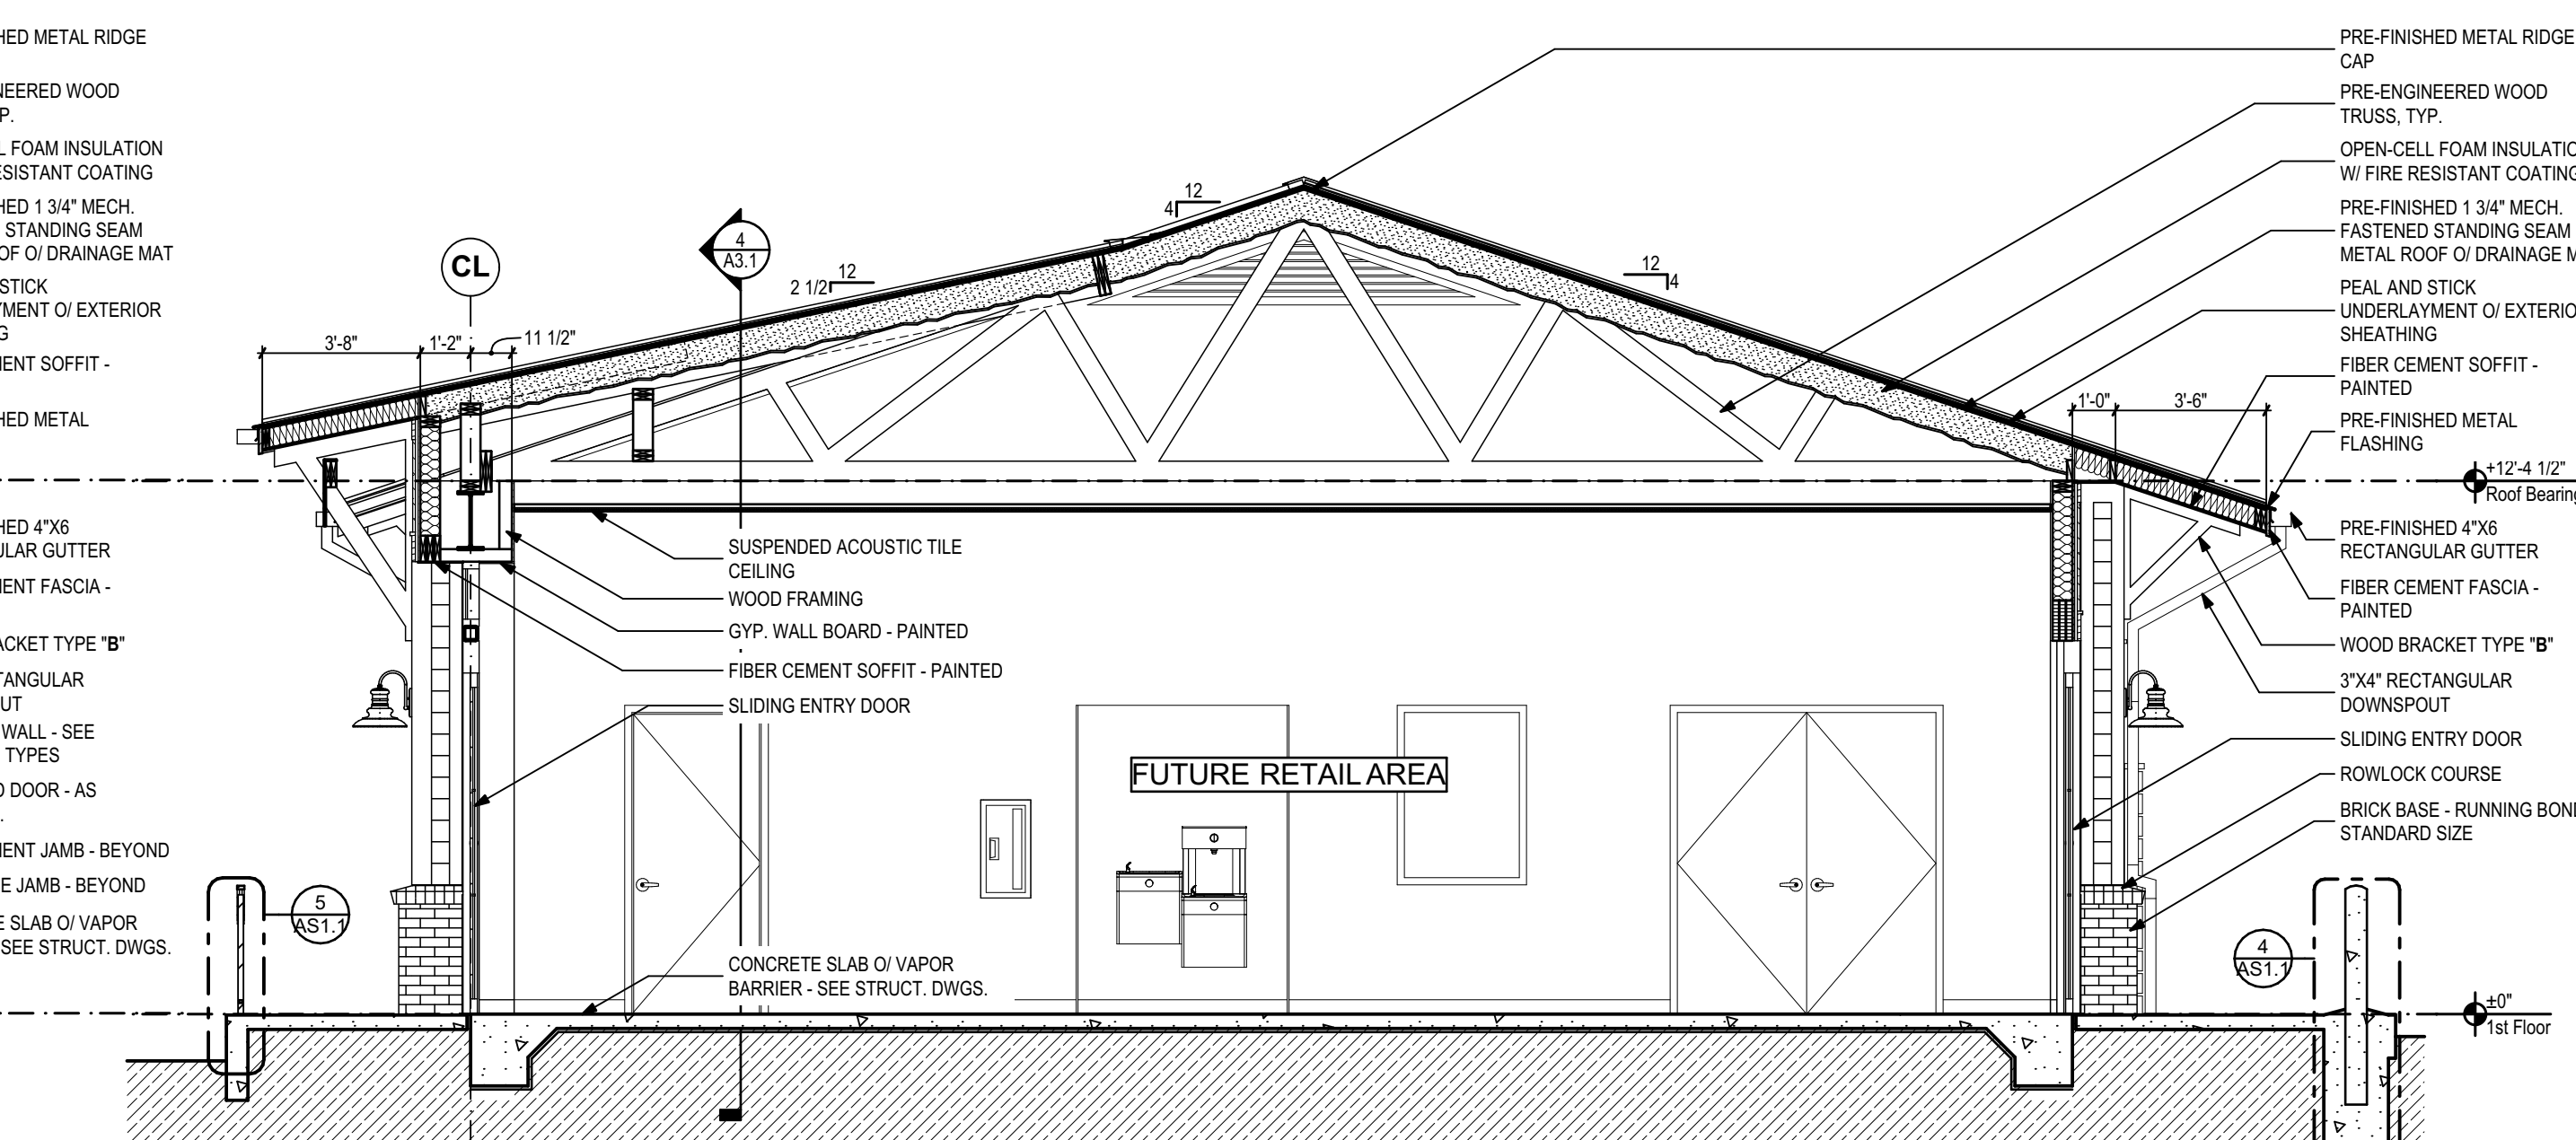 HED METAL RIDGE
NEERED WOOD
P.
L FOAM INSULATION
ESISTANT COATING
HED 1 3/4" MECH.
STANDING SEAM
OF O/ DRAINAGE MAT
STICK
YMENT O/ EXTERIOR
G
MENT SOFFIT -
HED METAL
HED 4"X6
ULAR GUTTER
MENT FASCIA -
ACKET TYPE "B"
TANGULAR
UT
WALL - SEE
TYPES
D DOOR - AS
.
MENT JAMB - BEYOND
E JAMB - BEYOND
E SLAB O/ VAPOR
SEE STRUCT. DWGS.
CL
4
A3.1
12
4
12
2 1/2
12
4
3'-8"
1'-2"
11 1/2"
1'-0"
3'-6"
SUSPENDED ACOUSTIC TILE
CEILING
WOOD FRAMING
GYP. WALL BOARD - PAINTED
FIBER CEMENT SOFFIT - PAINTED
SLIDING ENTRY DOOR
FUTURE RETAIL AREA
CONCRETE SLAB O/ VAPOR
BARRIER - SEE STRUCT. DWGS.
5
AS1.1
4
AS1.1
PRE-FINISHED METAL RIDGE
CAP
PRE-ENGINEERED WOOD
TRUSS, TYP.
OPEN-CELL FOAM INSULATIO
W/ FIRE RESISTANT COATING
PRE-FINISHED 1 3/4" MECH.
FASTENED STANDING SEAM
METAL ROOF O/ DRAINAGE M
PEAL AND STICK
UNDERLAYMENT O/ EXTERIO
SHEATHING
FIBER CEMENT SOFFIT -
PAINTED
PRE-FINISHED METAL
FLASHING
+12'-4 1/2"
Roof Bearing
PRE-FINISHED 4"X6
RECTANGULAR GUTTER
FIBER CEMENT FASCIA -
PAINTED
WOOD BRACKET TYPE "B"
3"X4" RECTANGULAR
DOWNSPOUT
SLIDING ENTRY DOOR
ROWLOCK COURSE
BRICK BASE - RUNNING BON
STANDARD SIZE
±0"
1st Floor